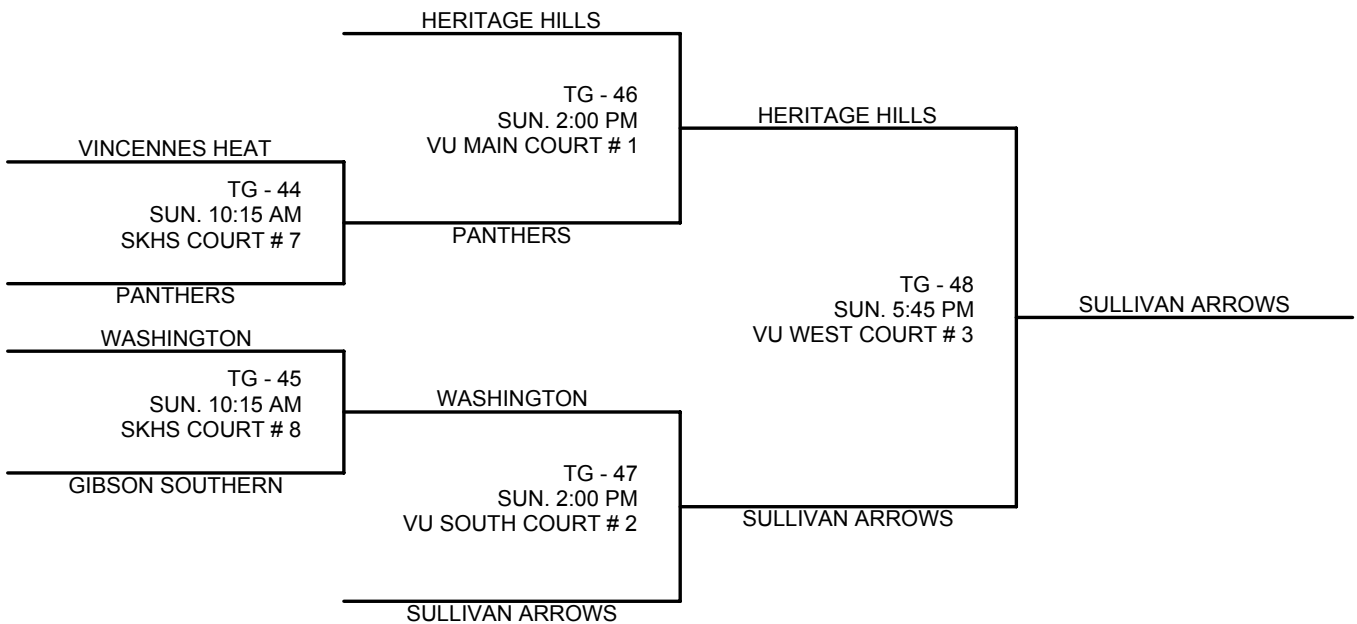 HERITAGE HILLS
TG - 46
SUN. 2:00 PM
VU MAIN COURT # 1
HERITAGE HILLS
VINCENNES HEAT
TG - 44
SUN. 10:15 AM
SKHS COURT # 7
PANTHERS
PANTHERS
TG - 48
SUN. 5:45 PM
VU WEST COURT # 3
SULLIVAN ARROWS
WASHINGTON
TG - 45
SUN. 10:15 AM
SKHS COURT # 8
WASHINGTON
GIBSON SOUTHERN
TG - 47
SUN. 2:00 PM
VU SOUTH COURT # 2
SULLIVAN ARROWS
SULLIVAN ARROWS